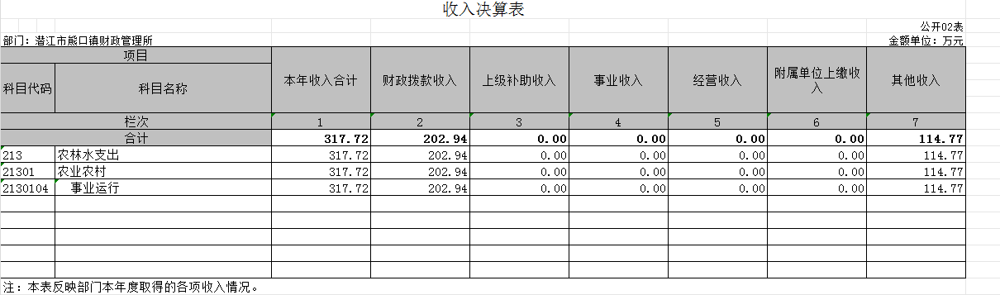 收入决算表
公开02表
部门：潜江市熊口镇财政管理所 金额单位：万元
项目 本年收入合计 财政拨款收入 上级补助收入 事业收入 经营收入 附属单位上缴收入 其他收入
科目代码 科目名称
栏次 1 2 3 4 5 6 7
合计 317.72 202.94 0.00 0.00 0.00 0.00 114.77
213 农林水支出 317.72 202.94 0.00 0.00 0.00 0.00 114.77
21301 农业农村 317.72 202.94 0.00 0.00 0.00 0.00 114.77
2130104 事业运行 317.72 202.94 0.00 0.00 0.00 0.00 114.77
注：本表反映部门本年度取得的各项收入情况。